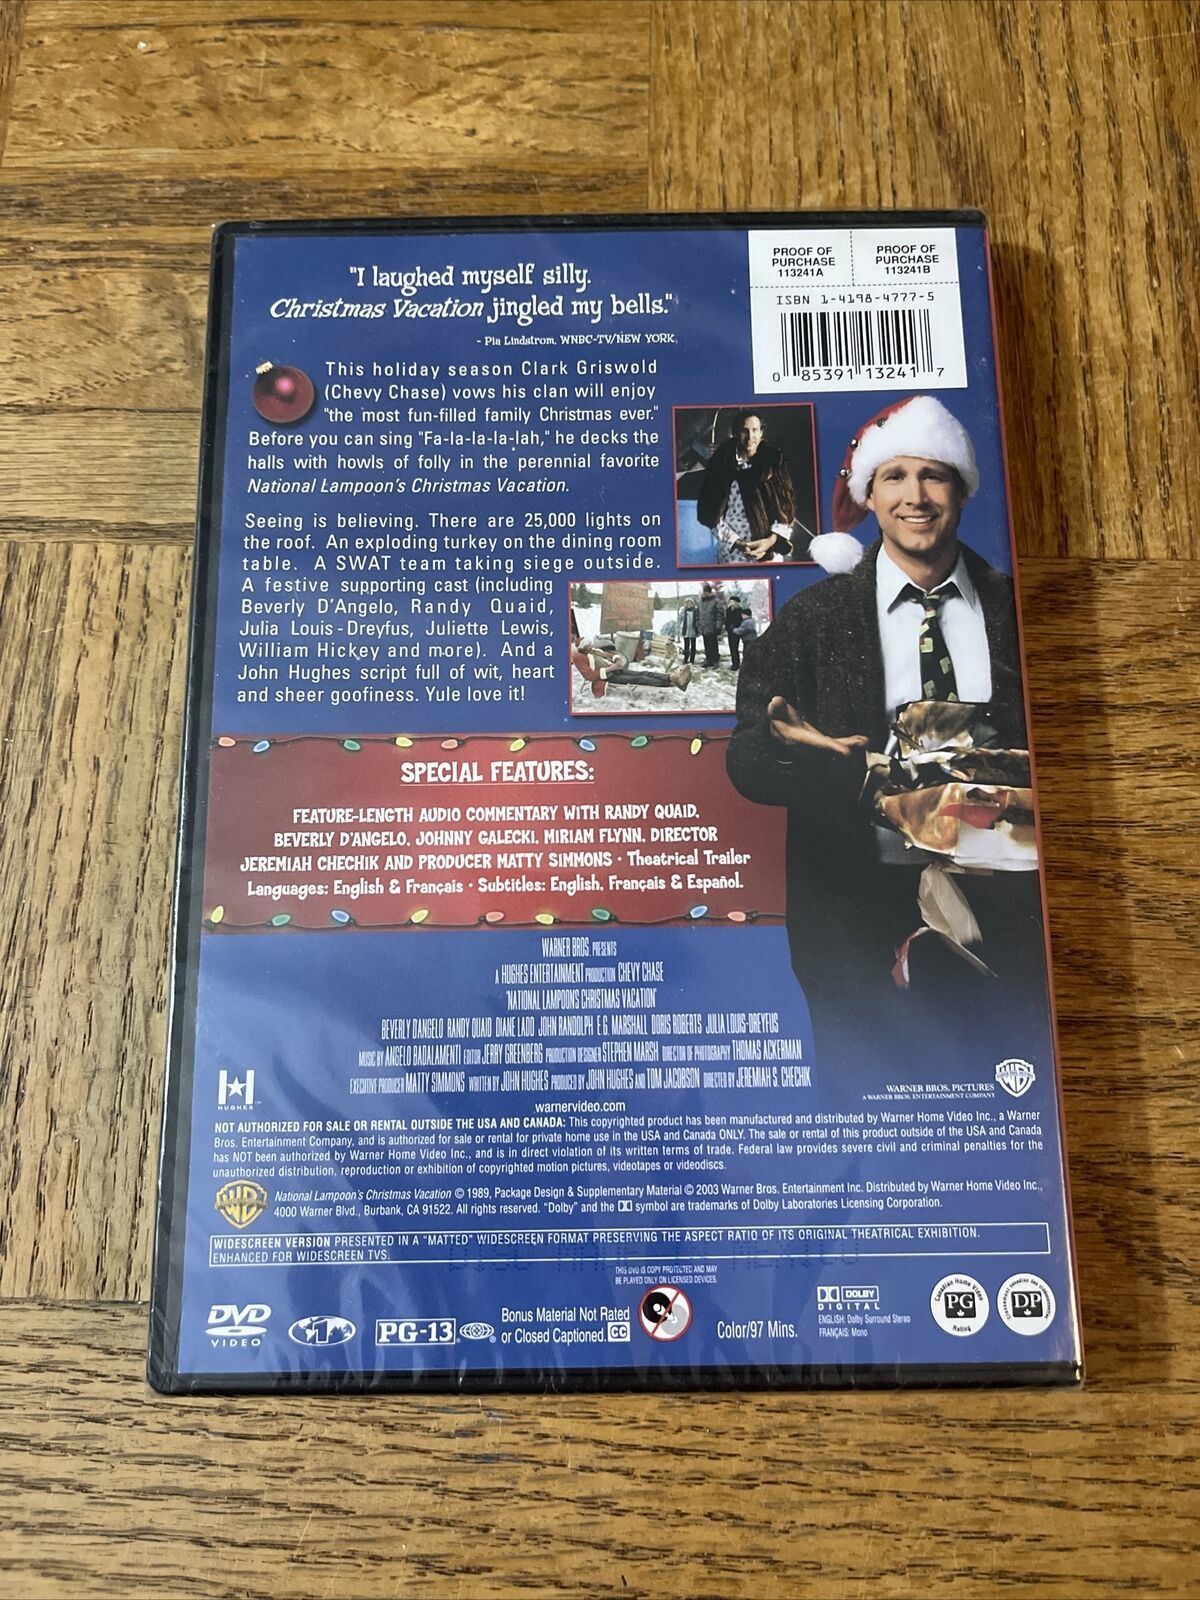 "I laughed myself silly.
Christmas Vacation jingled my bells."
- Pia Lindstrom, WNBC-TV/NEW YORK
PROOF OF PURCHASE 113241A
PROOF OF PURCHASE 113241B
ISBN 1-4198-4777-5
0 85391 13241 7
This holiday season Clark Griswold
(Chevy Chase) vows his clan will enjoy
"the most fun-filled family Christmas ever."
Before you can sing "Fa-la-la-la-lah," he decks the
halls with howls of folly in the perennial favorite
National Lampoon's Christmas Vacation.
Seeing is believing. There are 25,000 lights on
the roof. An exploding turkey on the dining room
table. A SWAT team taking siege outside.
A festive supporting cast (including
Beverly D'Angelo, Randy Quaid,
Julia Louis-Dreyfus, Juliette Lewis,
William Hickey and more). And a
John Hughes script full of wit, heart
and sheer goofiness. Yule love it!
SPECIAL FEATURES:
FEATURE-LENGTH AUDIO COMMENTARY WITH RANDY QUAID,
BEVERLY D'ANGELO, JOHNNY GALECKI, MIRIAM FLYNN, DIRECTOR
JEREMIAH CHECHIK AND PRODUCER MATTY SIMMONS • Theatrical Trailer
Languages: English & Français • Subtitles: English, Français & Español.
WARNER BROS. PRESENTS
A HUGHES ENTERTAINMENT PRODUCTION CHEVY CHASE
"NATIONAL LAMPOON'S CHRISTMAS VACATION"
BEVERLY D'ANGELO RANDY QUAID DIANE LADD JOHN RANDOLPH E.G. MARSHALL DORIS ROBERTS JULIA LOUIS-DREYFUS
MUSIC BY ANGELO BADALAMENTI EDITOR JERRY GREENBERG PRODUCTION DESIGNER STEPHEN MARSH DIRECTOR OF PHOTOGRAPHY THOMAS ACKERMAN
EXECUTIVE PRODUCER MATTY SIMMONS WRITTEN BY JOHN HUGHES PRODUCED BY JOHN HUGHES AND TOM JACOBSON DIRECTED BY JEREMIAH S. CHECHIK
HUGHES
WARNER BROS. PICTURES
A WARNER BROS. ENTERTAINMENT COMPANY
warnervideo.com
NOT AUTHORIZED FOR SALE OR RENTAL OUTSIDE THE USA AND CANADA: This copyrighted product has been manufactured and distributed by Warner Home Video Inc., a Warner
Bros. Entertainment Company, and is authorized for sale or rental for private home use in the USA and Canada ONLY. The sale or rental of this product outside of the USA and Canada
has NOT been authorized by Warner Home Video Inc., and is in direct violation of its written terms of trade. Federal law provides severe civil and criminal penalties for the
unauthorized distribution, reproduction or exhibition of copyrighted motion pictures, videotapes or videodiscs.
National Lampoon's Christmas Vacation © 1989, Package Design & Supplementary Material © 2003 Warner Bros. Entertainment Inc. Distributed by Warner Home Video Inc.,
4000 Warner Blvd., Burbank, CA 91522. All rights reserved. "Dolby" and the DD symbol are trademarks of Dolby Laboratories Licensing Corporation.
WIDESCREEN VERSION PRESENTED IN A "MATTED" WIDESCREEN FORMAT PRESERVING THE ASPECT RATIO OF ITS ORIGINAL THEATRICAL EXHIBITION.
ENHANCED FOR WIDESCREEN TVS.
DISC MADE IN MEXICO
THIS DVD IS COPY PROTECTED AND MAY
BE PLAYED ONLY ON LICENSED DEVICES.
DVD VIDEO
1
PG-13
Bonus Material Not Rated
or Closed Captioned. CC
Color/97 Mins.
DOLBY DIGITAL
ENGLISH: Dolby Surround Stereo
FRANÇAIS: Mono
Canadian Home Video PG Rating
DP